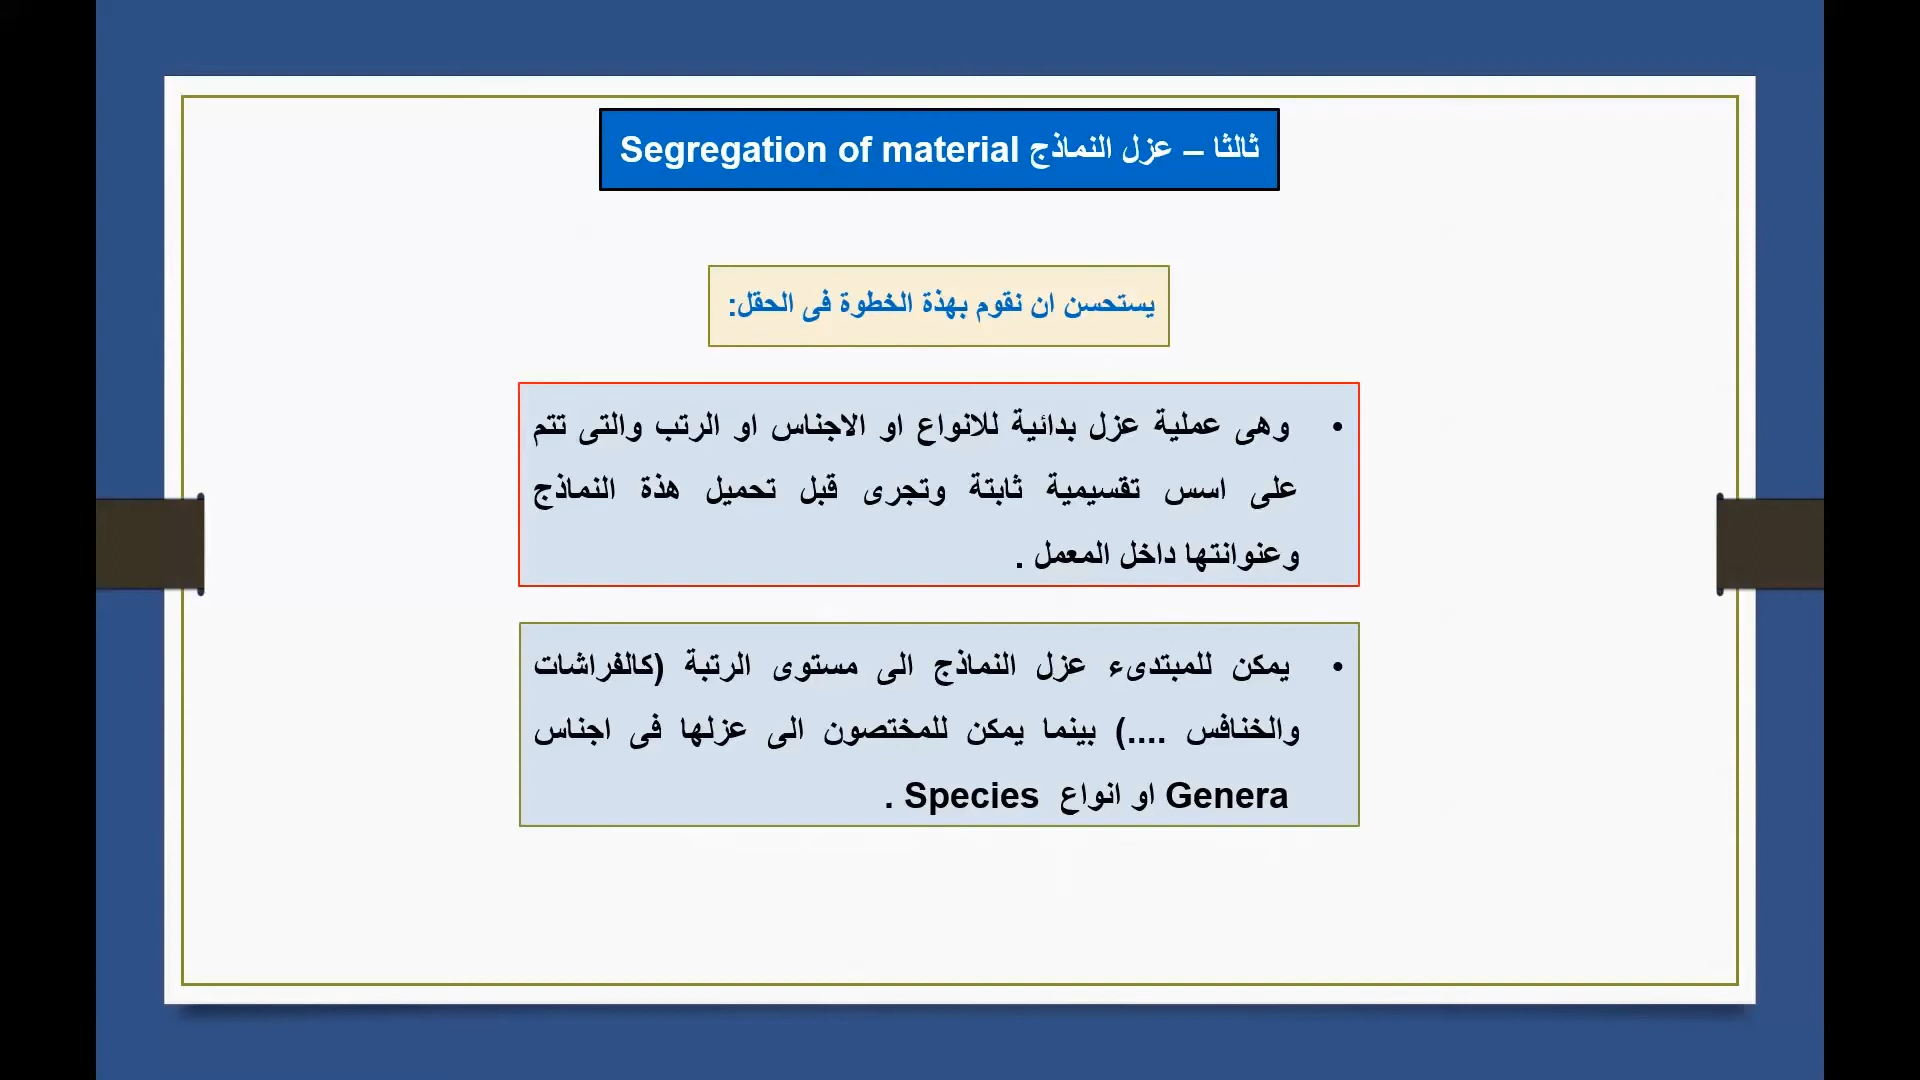 ثالثا – عزل النماذج Segregation of material
يستحسن ان نقوم بهذة الخطوة فى الحقل:
• وهى عملية عزل بدائية للانواع او الاجناس او الرتب والتى تتم
على اسس تقسيمية ثابتة وتجرى قبل تحميل هذة النماذج
وعنوانتها داخل المعمل .
• يمكن للمبتدىء عزل النماذج الى مستوى الرتبة (كالفراشات
والخنافس ....) بينما يمكن للمختصون الى عزلها فى اجناس
Genera او انواع Species .